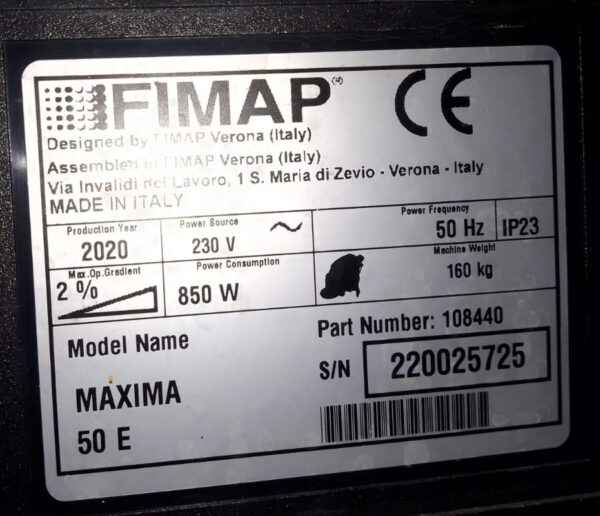 FIMAP® CE
Designed by FIMAP Verona (Italy)
Assembled in FIMAP Verona (Italy)
Via Invalidi del Lavoro, 1 S. Maria di Zevio - Verona - Italy
MADE IN ITALY
Production Year
2020
Power Source
230 V ~
Power Frequency
50 Hz
IP23
Max.Op.Gradient
2 %
Power Consumption
850 W
Machine Weight
160 kg
Model Name
Part Number: 108440
S/N 220025725
MAXIMA
50 E